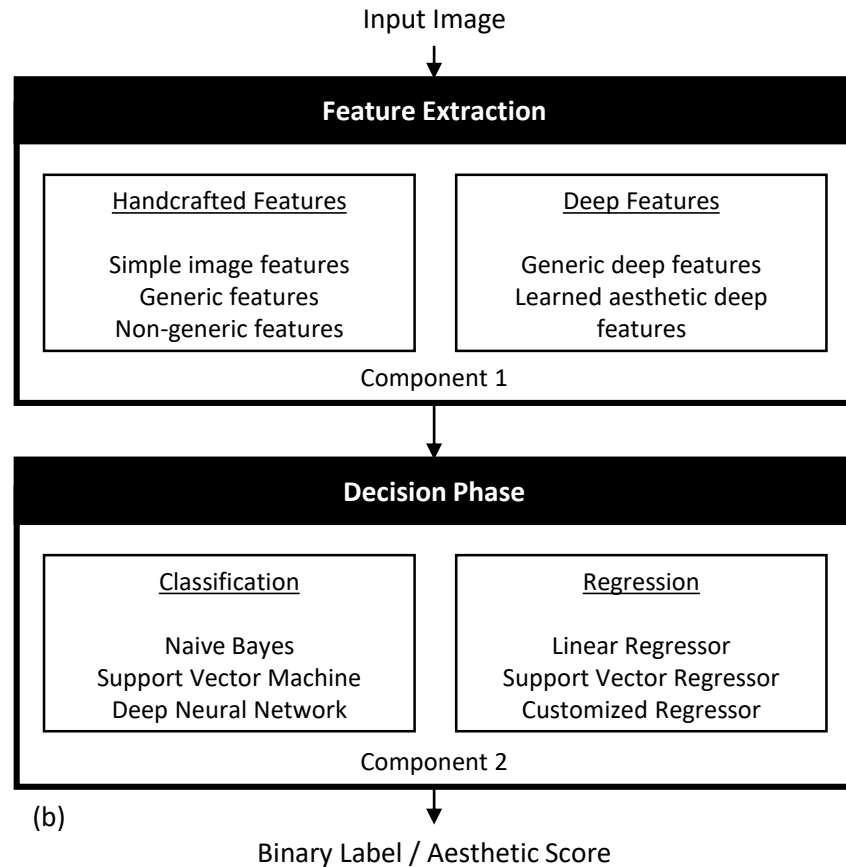 Input Image
Feature Extraction
Handcrafted Features
Simple image features
Generic features
Non-generic features
Deep Features
Generic deep features
Learned aesthetic deep
features
Component 1
Decision Phase
Classification
Naive Bayes
Support Vector Machine
Deep Neural Network
Regression
Linear Regressor
Support Vector Regressor
Customized Regressor
Component 2
(b)
Binary Label / Aesthetic Score